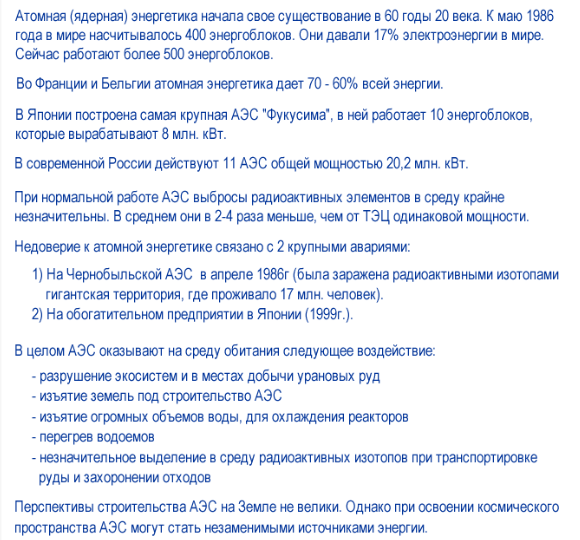 Атомная (ядерная) энергетика начала свое существование в 60 годы 20 века. К маю 1986
года в мире насчитывалось 400 энергоблоков. Они давали 17% электроэнергии в мире.
Сейчас работают более 500 энергоблоков.
Во Франции и Бельгии атомная энергетика дает 70 - 60% всей энергии.
В Японии построена самая крупная АЭС "Фукусима", в ней работает 10 энергоблоков,
которые вырабатывают 8 млн. кВт.
В современной России действуют 11 АЭС общей мощностью 20,2 млн. кВт.
При нормальной работе АЭС выбросы радиоактивных элементов в среду крайне
незначительны. В среднем они в 2-4 раза меньше, чем от ТЭЦ одинаковой мощности.
Недоверие к атомной энергетике связано с 2 крупными авариями:
1) На Чернобыльской АЭС в апреле 1986г (была заражена радиоактивными изотопами
гигантская территория, где проживало 17 млн. человек).
2) На обогатительном предприятии в Японии (1999г.).
В целом АЭС оказывают на среду обитания следующее воздействие:
- разрушение экосистем и в местах добычи урановых руд
- изъятие земель под строительство АЭС
- изъятие огромных объемов воды, для охлаждения реакторов
- перегрев водоемов
- незначительное выделение в среду радиоактивных изотопов при транспортировке
руды и захоронении отходов
Перспективы строительства АЭС на Земле не велики. Однако при освоении космического
пространства АЭС могут стать незаменимыми источниками энергии.